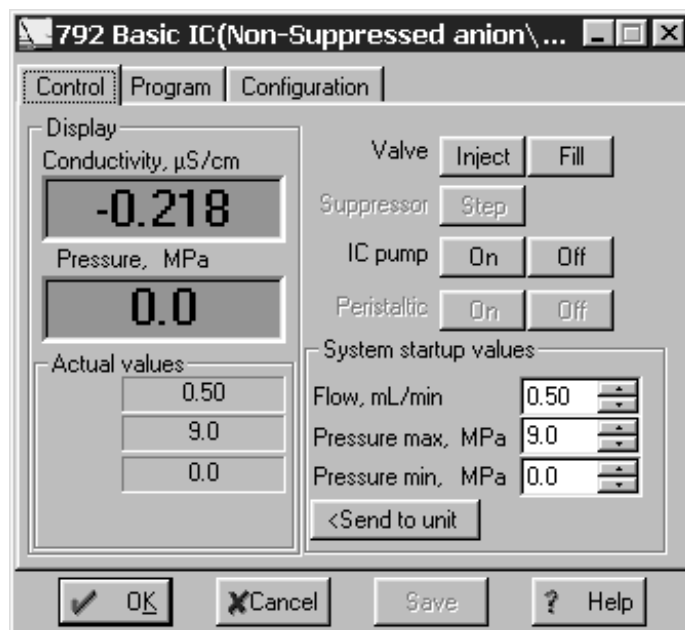 792 Basic IC(Non-Suppressed anion\...
Control Program Configuration
Display
Conductivity, µS/cm
-0.218
Pressure, MPa
0.0
Actual values
0.50
9.0
0.0
Valve Inject Fill
Suppressor Step
IC pump On Off
Peristaltic On Off
System startup values
Flow, mL/min 0.50
Pressure max, MPa 9.0
Pressure min, MPa 0.0
<Send to unit
OK Cancel Save ? Help